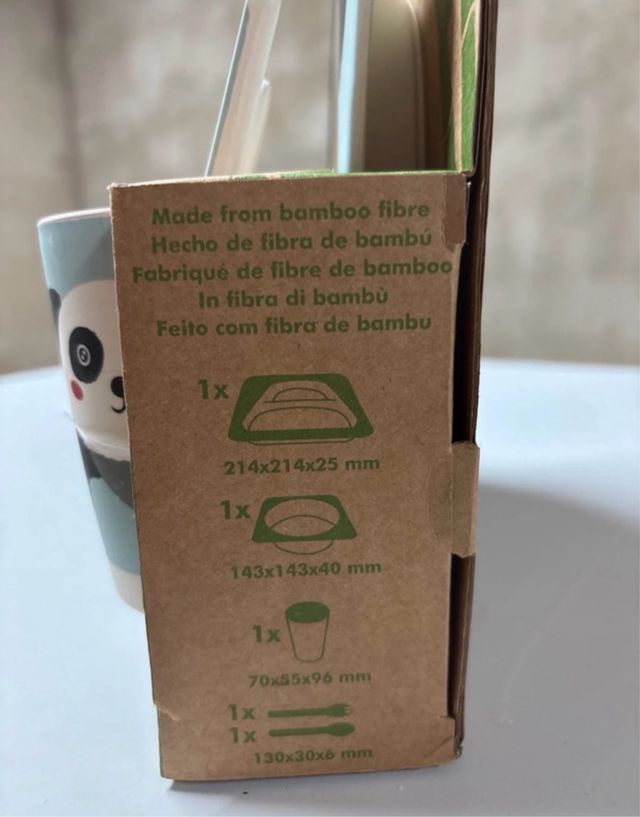 Made from bamboo fibre
Hecho de fibra de bambú
Fabriqué de fibre de bamboo
In fibra di bambù
Feito com fibra de bambu
1x
214x214x25 mm
1x
143x143x40 mm
1x
70x55x96 mm
1x
1x
130x30x6 mm